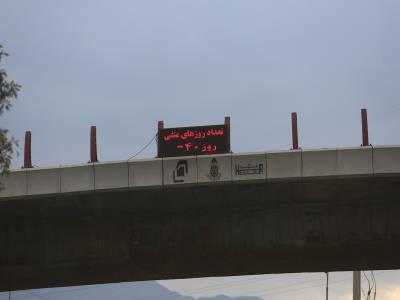 تعداد روزهای منفی
روز ۴۰-